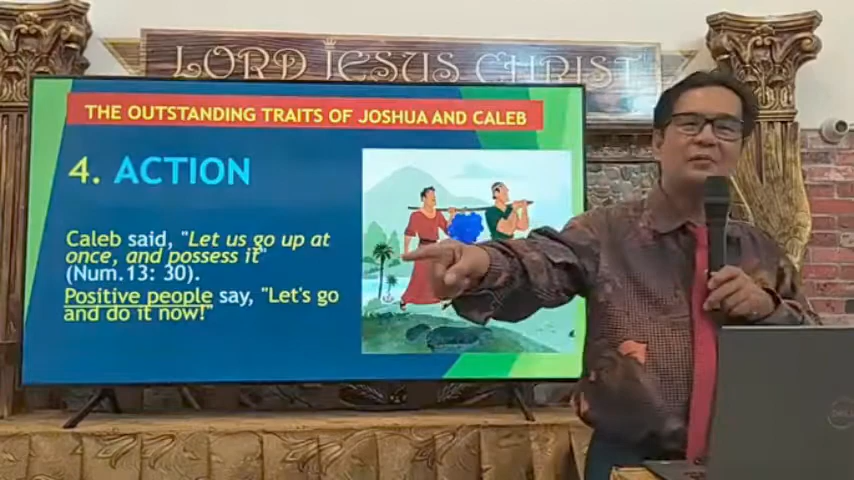 LORD JESUS CHRIST
THE OUTSTANDING TRAITS OF JOSHUA AND CALEB
4. ACTION
Caleb said, "Let us go up at
once, and possess it"
(Num.13: 30).
Positive people say, "Let's go
and do it now!"
DELL